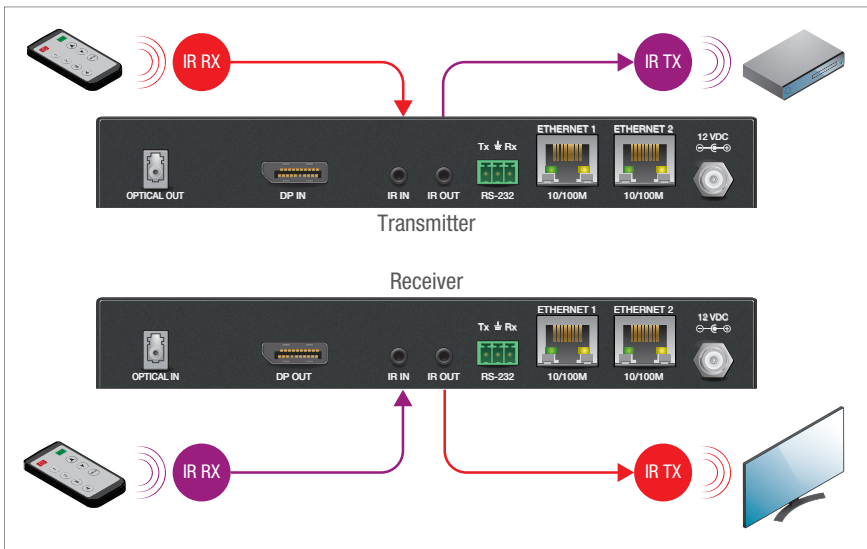 IR RX
IR TX
ETHERNET 1 ETHERNET 2
12 VDC
Tx Rx
OPTICAL OUT DP IN IR IN IR OUT RS-232 10/100M 10/100M
Transmitter
Receiver
ETHERNET 1 ETHERNET 2
12 VDC
Tx Rx
OPTICAL IN DP OUT IR IN IR OUT RS-232 10/100M 10/100M
IR RX
IR TX